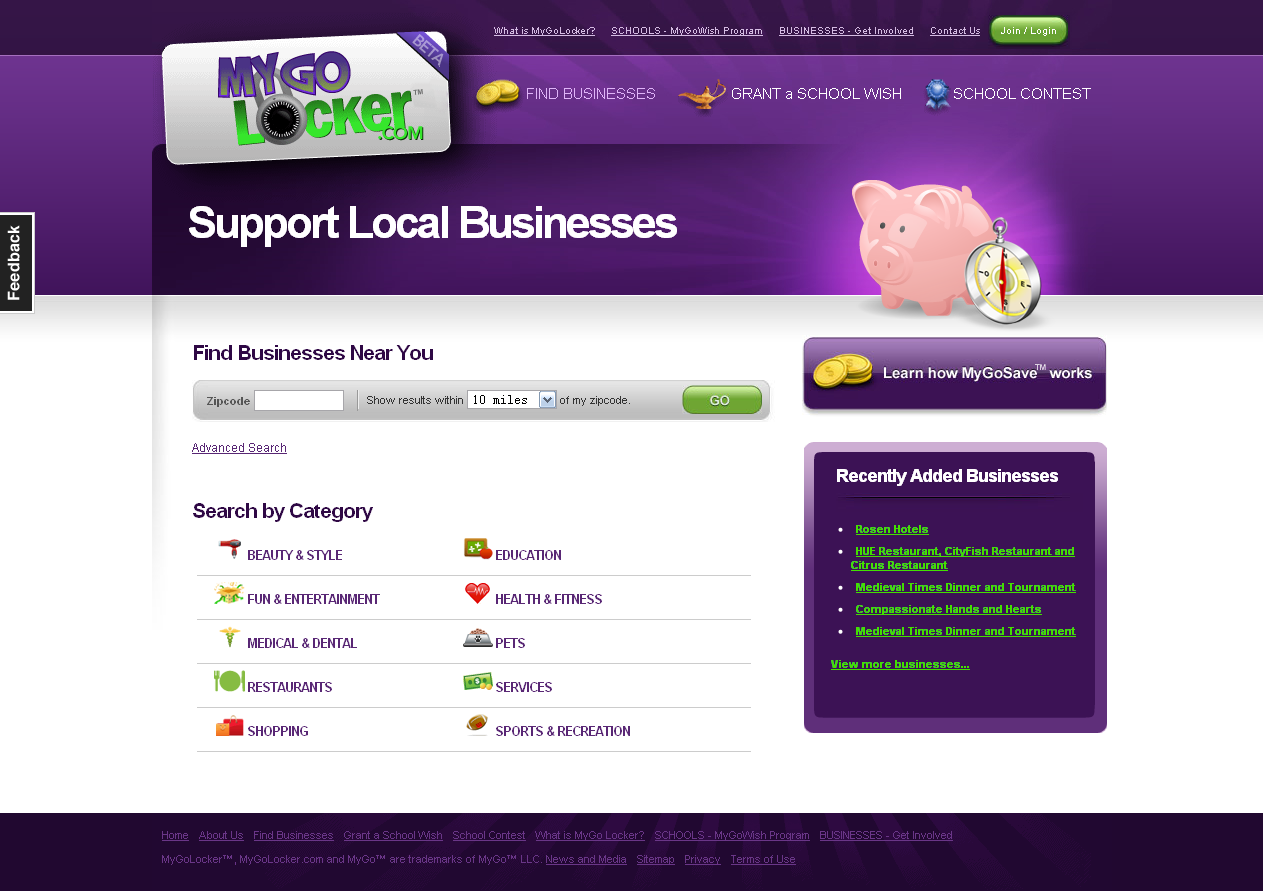 What is MyGoLocker? SCHOOLS - MyGoWish Program BUSINESSES - Get Involved Contact Us Join / Login
BETA
MYGO
LOCKER™
.COM
FIND BUSINESSES GRANT a SCHOOL WISH SCHOOL CONTEST
Support Local Businesses
Feedback
Find Businesses Near You
Zipcode Show results within 10 miles of my zipcode. GO
Advanced Search
Search by Category
BEAUTY & STYLE EDUCATION
FUN & ENTERTAINMENT HEALTH & FITNESS
MEDICAL & DENTAL PETS
RESTAURANTS SERVICES
SHOPPING SPORTS & RECREATION
Learn how MyGoSave™ works
Recently Added Businesses
Rosen Hotels
HUE Restaurant, CityFish Restaurant and
Citrus Restaurant
Medieval Times Dinner and Tournament
Compassionate Hands and Hearts
Medieval Times Dinner and Tournament
View more businesses...
Home About Us Find Businesses Grant a School Wish School Contest What is MyGo Locker? SCHOOLS - MyGoWish Program BUSINESSES - Get Involved
MyGoLocker™, MyGoLocker.com and MyGo™ are trademarks of MyGo™ LLC. News and Media Sitemap Privacy Terms of Use